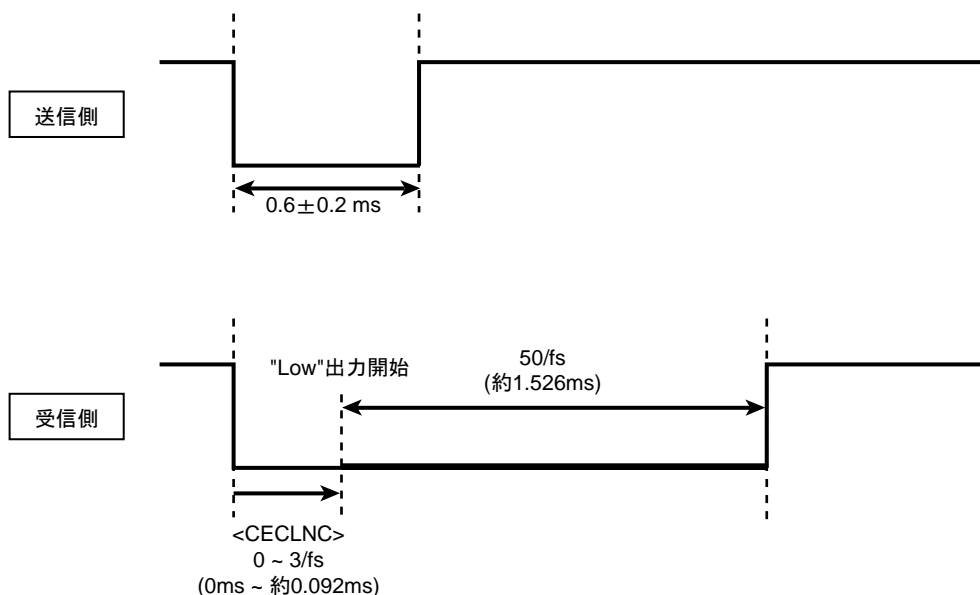 送信側
0.6±0.2 ms
"Low"出力開始
50/fs
(約1.526ms)
受信側
<CECLNC>
0 ~ 3/fs
(0ms ~ 約0.092ms)